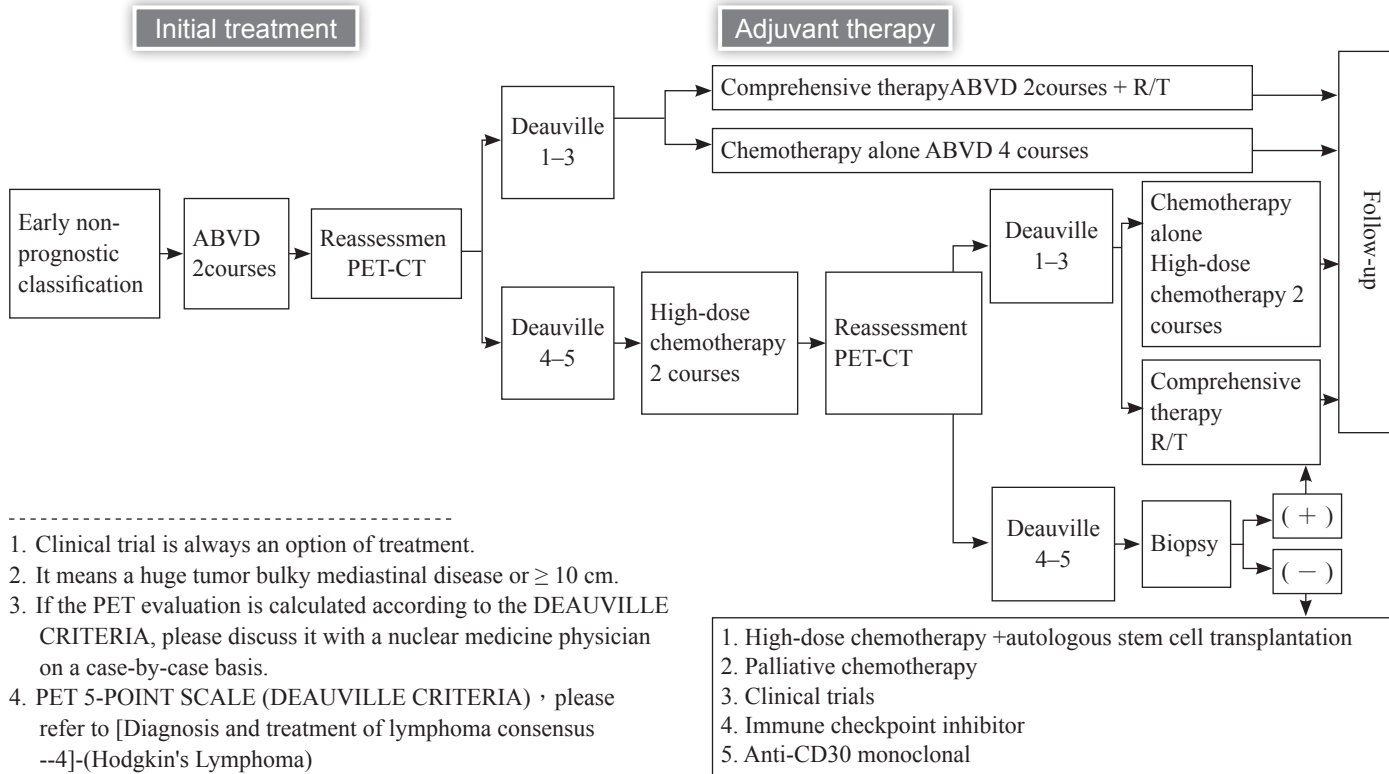 Initial treatment
Adjuvant therapy
Early non-
prognostic
classification
ABVD
2courses
Reassessmen
PET-CT
Deauville
1–3
Comprehensive therapyABVD 2courses + R/T
Chemotherapy alone ABVD 4 courses
Deauville
4–5
High-dose
chemotherapy
2 courses
Reassessment
PET-CT
Deauville
1–3
Chemotherapy
alone
High-dose
chemotherapy 2
courses
Comprehensive
therapy
R/T
Follow-up
Deauville
4–5
Biopsy
(+)
(−)
1. High-dose chemotherapy +autologous stem cell transplantation
2. Palliative chemotherapy
3. Clinical trials
4. Immune checkpoint inhibitor
5. Anti-CD30 monoclonal
1. Clinical trial is always an option of treatment.
2. It means a huge tumor bulky mediastinal disease or ≥ 10 cm.
3. If the PET evaluation is calculated according to the DEAUVILLE
CRITERIA, please discuss it with a nuclear medicine physician
on a case-by-case basis.
4. PET 5-POINT SCALE (DEAUVILLE CRITERIA),please
refer to [Diagnosis and treatment of lymphoma consensus
--4]-(Hodgkin's Lymphoma)